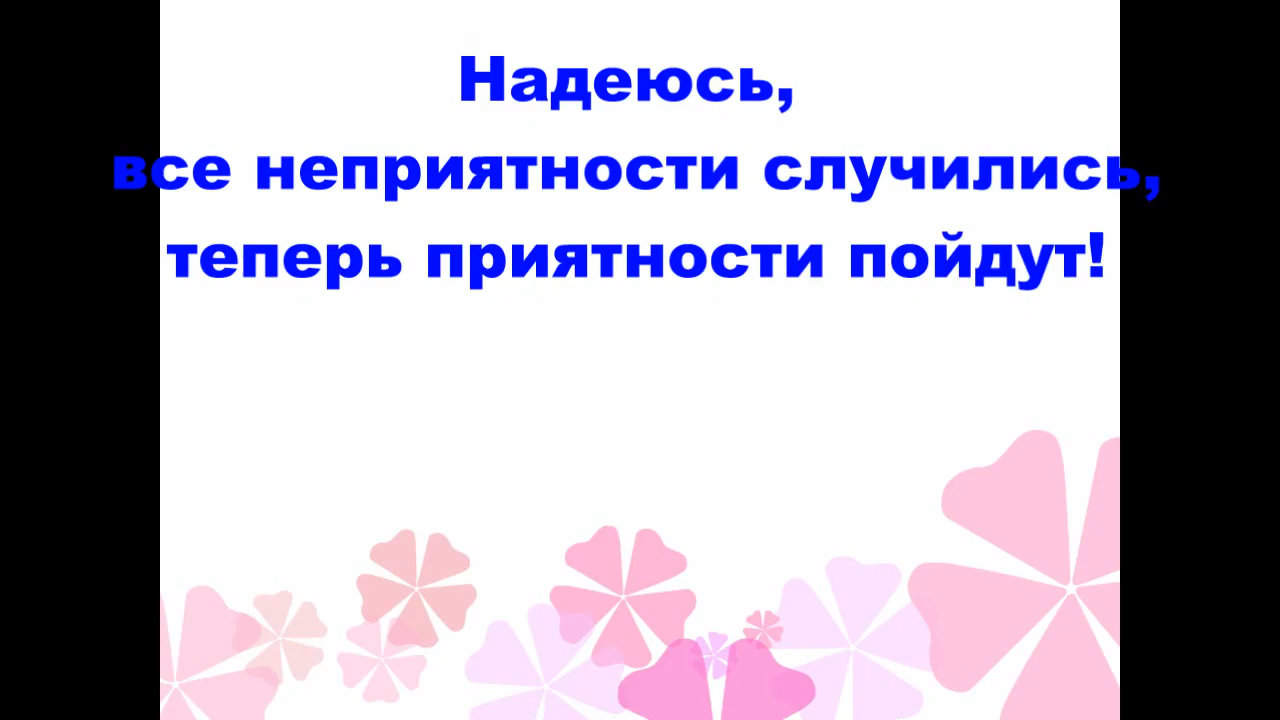 Надеюсь,
все неприятности случились,
теперь приятности пойдут!